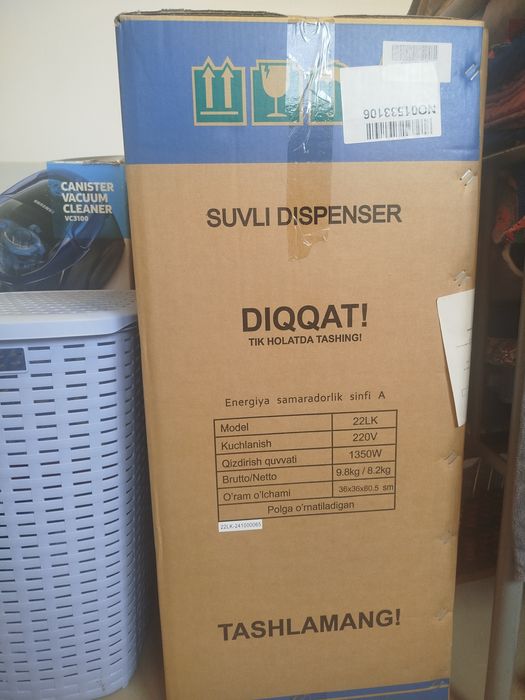 NO01533106
CANISTER
VACUUM
CLEANER
VC3100
SUVLI DISPENSER
DIQQAT!
TIK HOLATDA TASHING!
Energiya samaradorlik sinfi A
Model 22LK
Kuchlanish 220V
Qizdirish quvvati 1350W
Brutto/Netto 9.8kg / 8.2kg
O'ram o'lchami 36x36x80.5 sm
Polga o'rnatiladigan
22LK-241000065
TASHLAMANG!